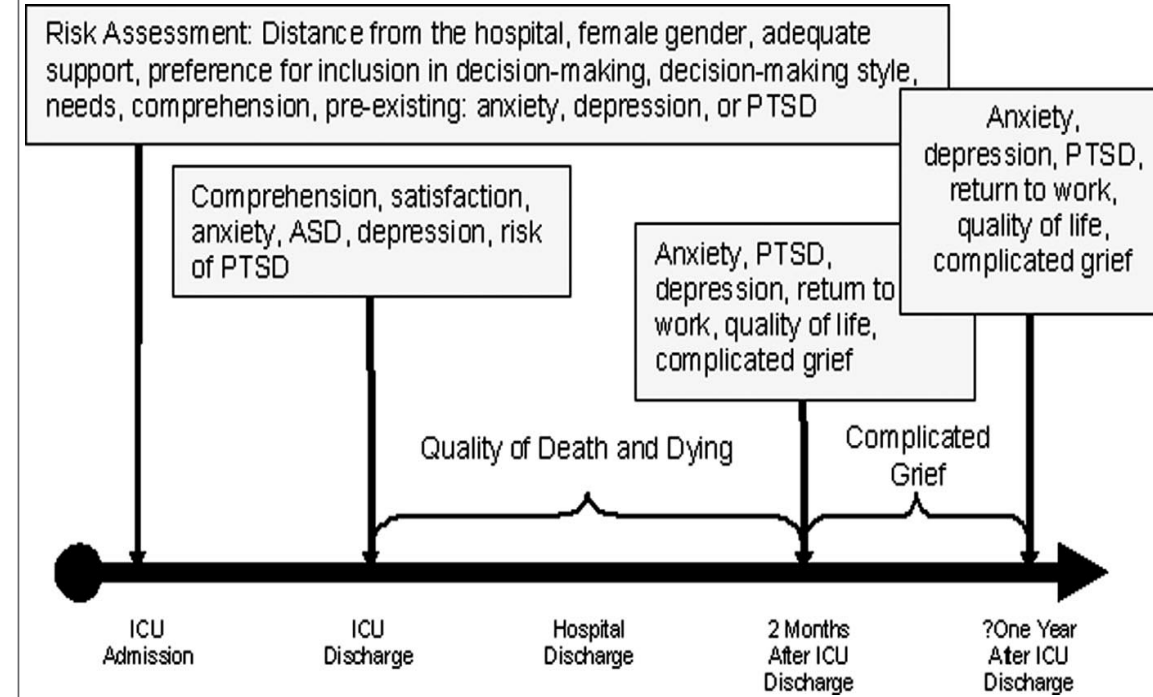 Risk Assessment: Distance from the hospital, female gender, adequate
support, preference for inclusion in decision-making, decision-making style,
needs, comprehension, pre-existing: anxiety, depression, or PTSD
Anxiety,
depression, PTSD,
return to work,
quality of life,
complicated grief
Comprehension, satisfaction,
anxiety, ASD, depression, risk
of PTSD
Anxiety, PTSD,
depression, return to
work, quality of life,
complicated grief
Quality of Death and Dying
Complicated
Grief
ICU
Admission
ICU
Discharge
Hospital
Discharge
2 Months
After ICU
Discharge
?One Year
Ater ICU
Discharge